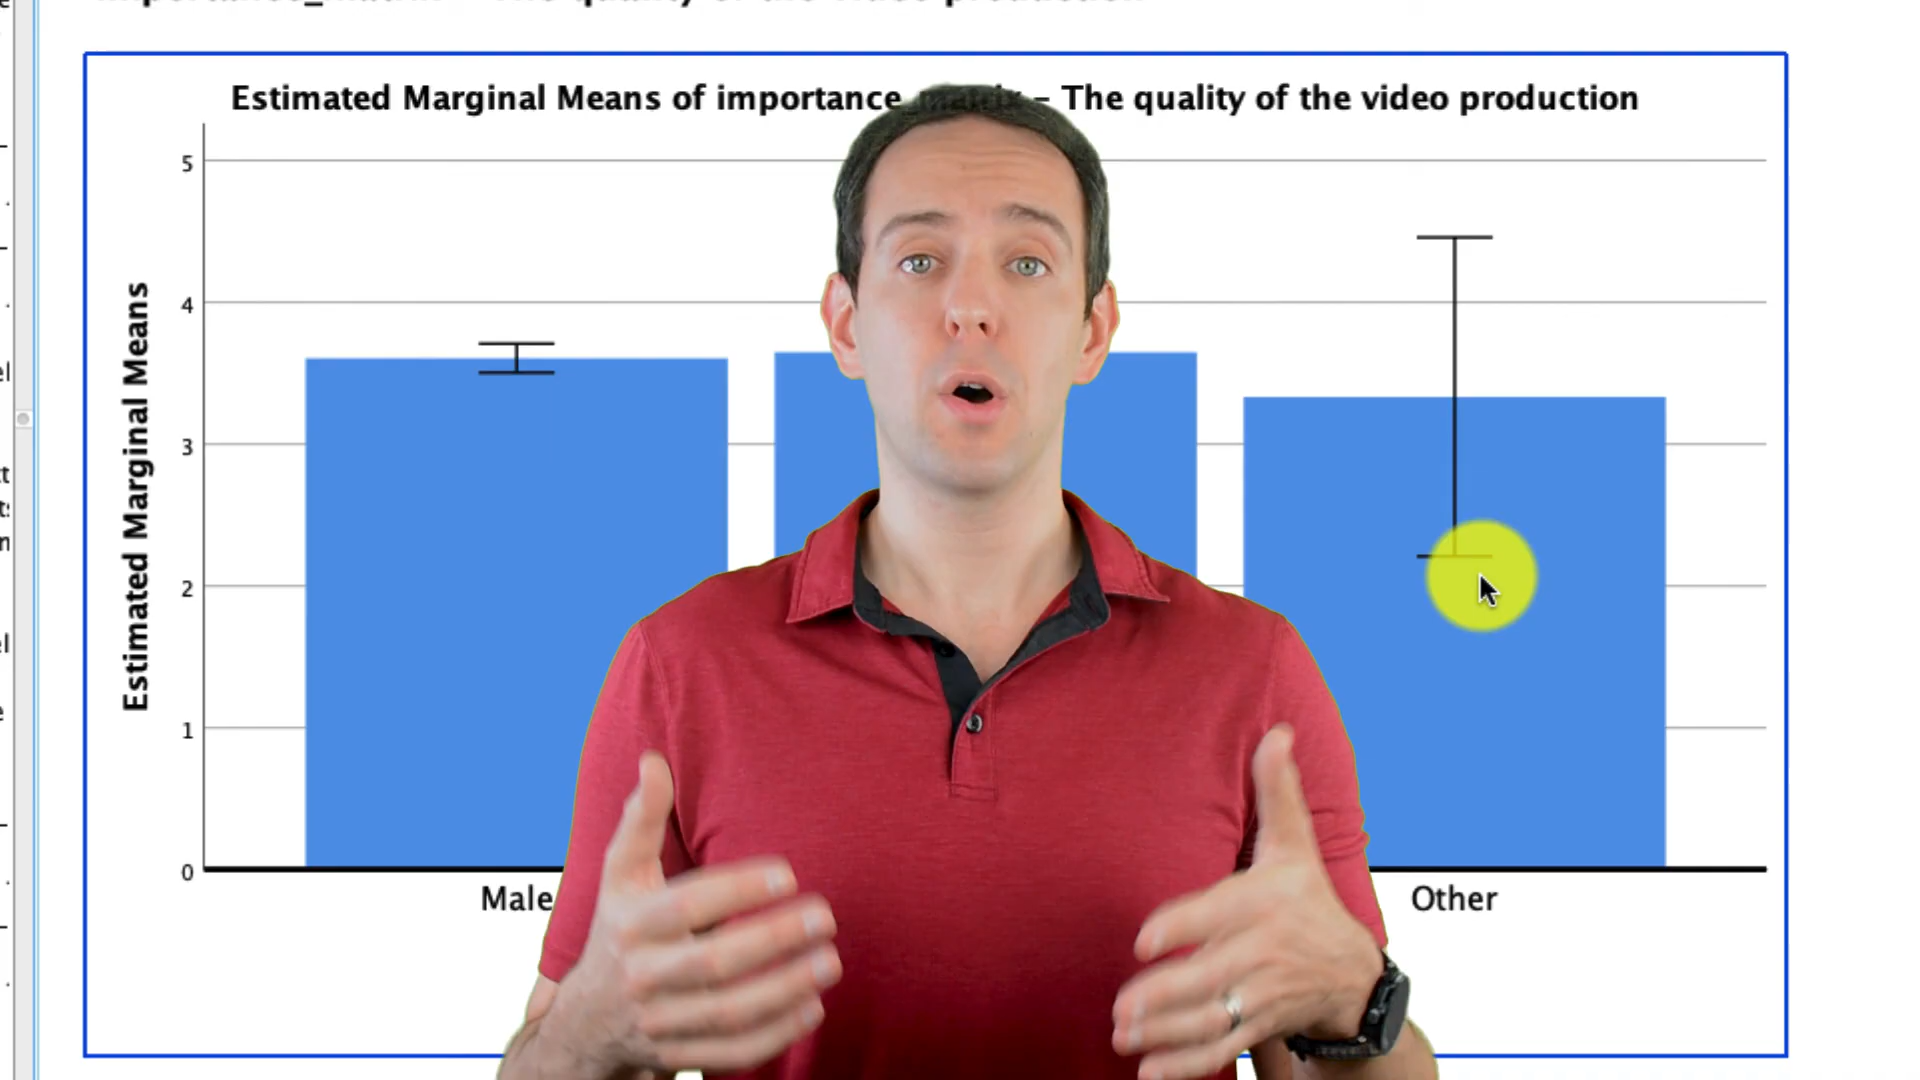 Estimated Marginal Means of importance_matrix – The quality of the video production
5
4
3
2
1
0
Estimated Marginal Means
Male
Other